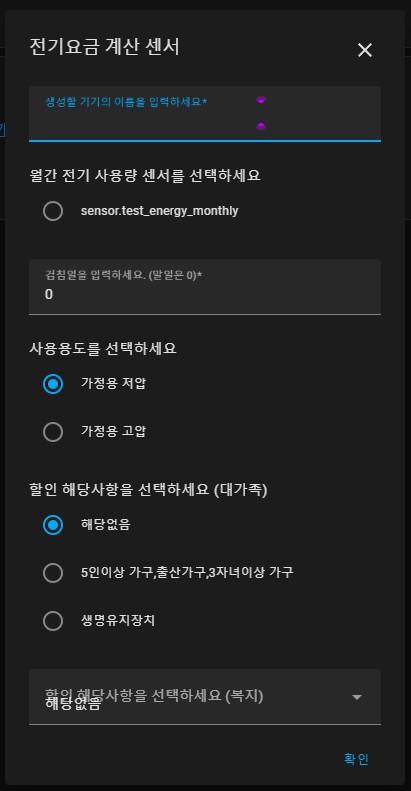 전기요금 계산 센서
생성할 기기의 이름을 입력하세요*
월간 전기 사용량 센서를 선택하세요
sensor.test_energy_monthly
검침일을 입력하세요. (말일은 0)*
0
사용용도를 선택하세요
가정용 저압
가정용 고압
할인 해당사항을 선택하세요 (대가족)
해당없음
5인이상 가구,출산가구,3자녀이상 가구
생명유지장치
할인 해당사항을 선택하세요 (복지)
해당없음
확인